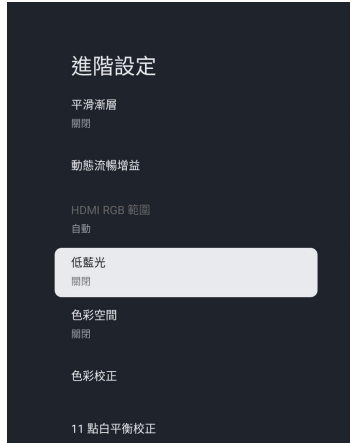 進階設定
平滑漸層
關閉
動態流暢增益
HDMI RGB 範圍
自動
低藍光
關閉
色彩空間
關閉
色彩校正
11 點白平衡校正